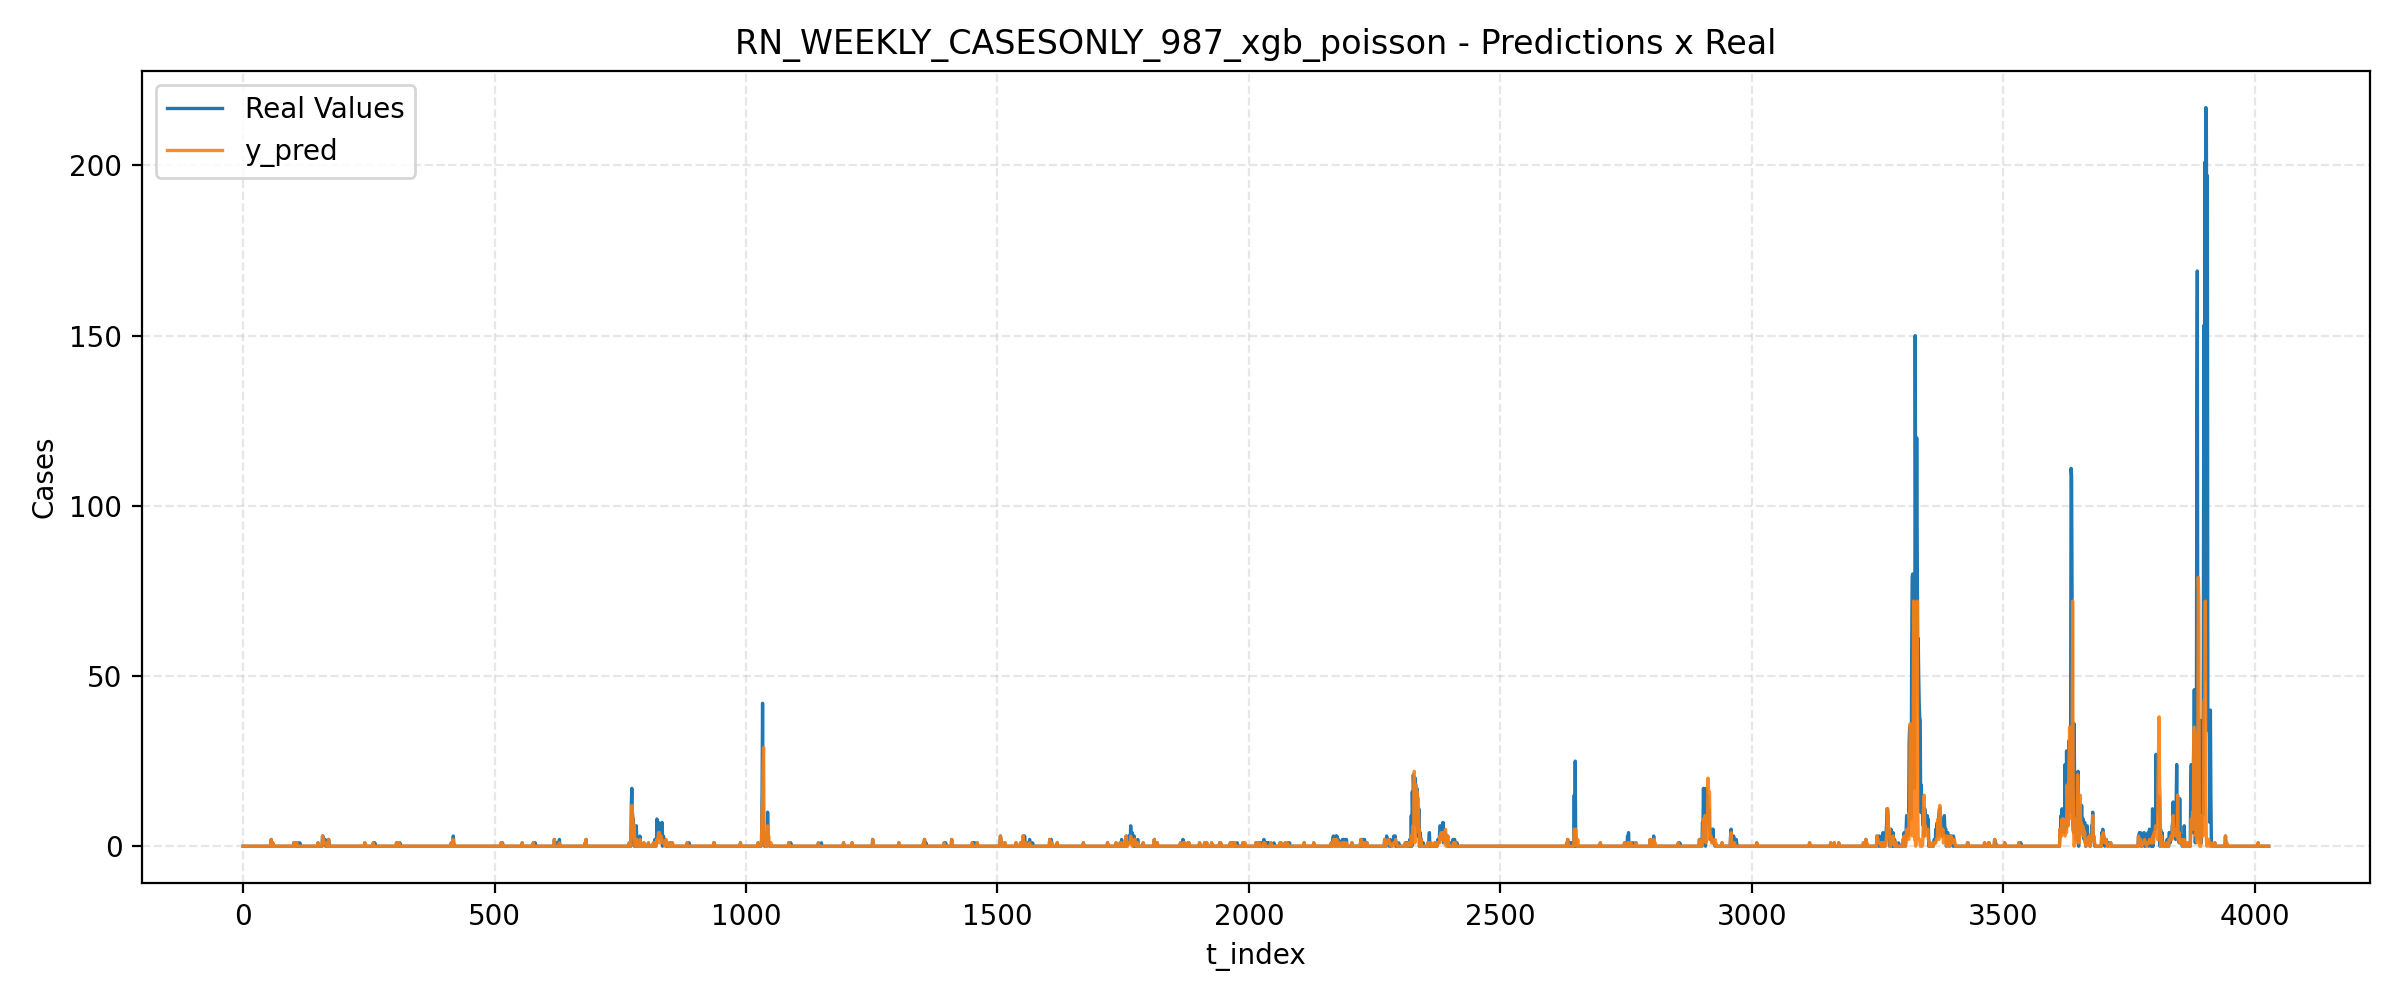 RN_WEEKLY_CASESONLY_987_xgb_poisson - Predictions x Real
Real Values
y_pred
200
150
100
50
0
Cases
0 500 1000 1500 2000 2500 3000 3500 4000
t_index